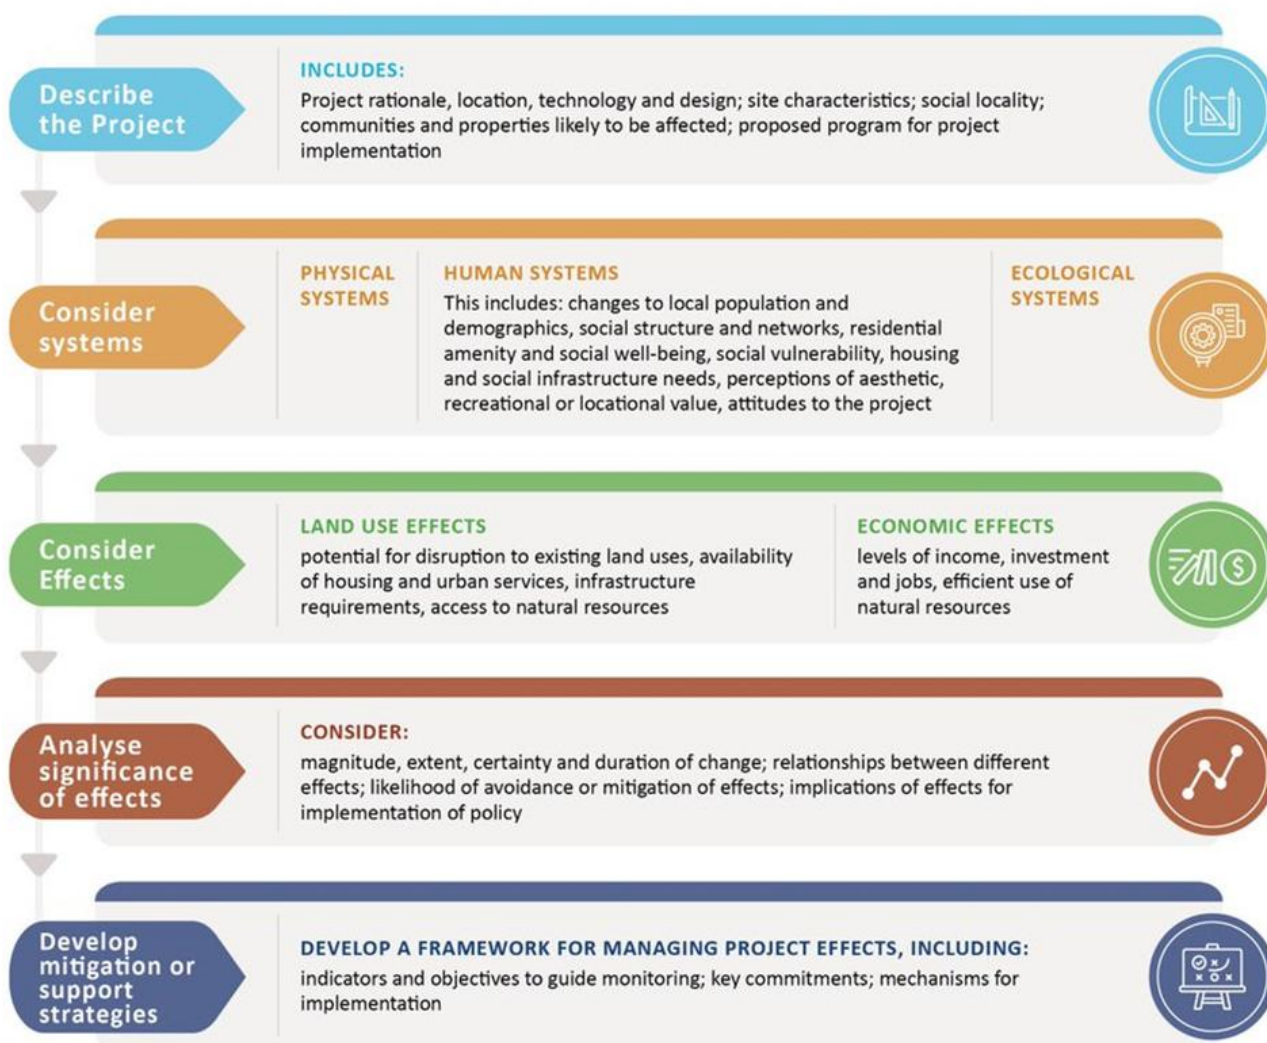 Describe
the Project
INCLUDES:
Project rationale, location, technology and design; site characteristics; social locality;
communities and properties likely to be affected; proposed program for project
implementation
Consider
systems
PHYSICAL
SYSTEMS
HUMAN SYSTEMS
This includes: changes to local population and
demographics, social structure and networks, residential
amenity and social well-being, social vulnerability, housing
and social infrastructure needs, perceptions of aesthetic,
recreational or locational value, attitudes to the project
ECOLOGICAL
SYSTEMS
Consider
Effects
LAND USE EFFECTS
potential for disruption to existing land uses, availability
of housing and urban services, infrastructure
requirements, access to natural resources
ECONOMIC EFFECTS
levels of income, investment
and jobs, efficient use of
natural resources
$
Analyse
significance
of effects
CONSIDER:
magnitude, extent, certainty and duration of change; relationships between different
effects; likelihood of avoidance or mitigation of effects; implications of effects for
implementation of policy
Develop
mitigation or
support
strategies
DEVELOP A FRAMEWORK FOR MANAGING PROJECT EFFECTS, INCLUDING:
indicators and objectives to guide monitoring; key commitments; mechanisms for
implementation